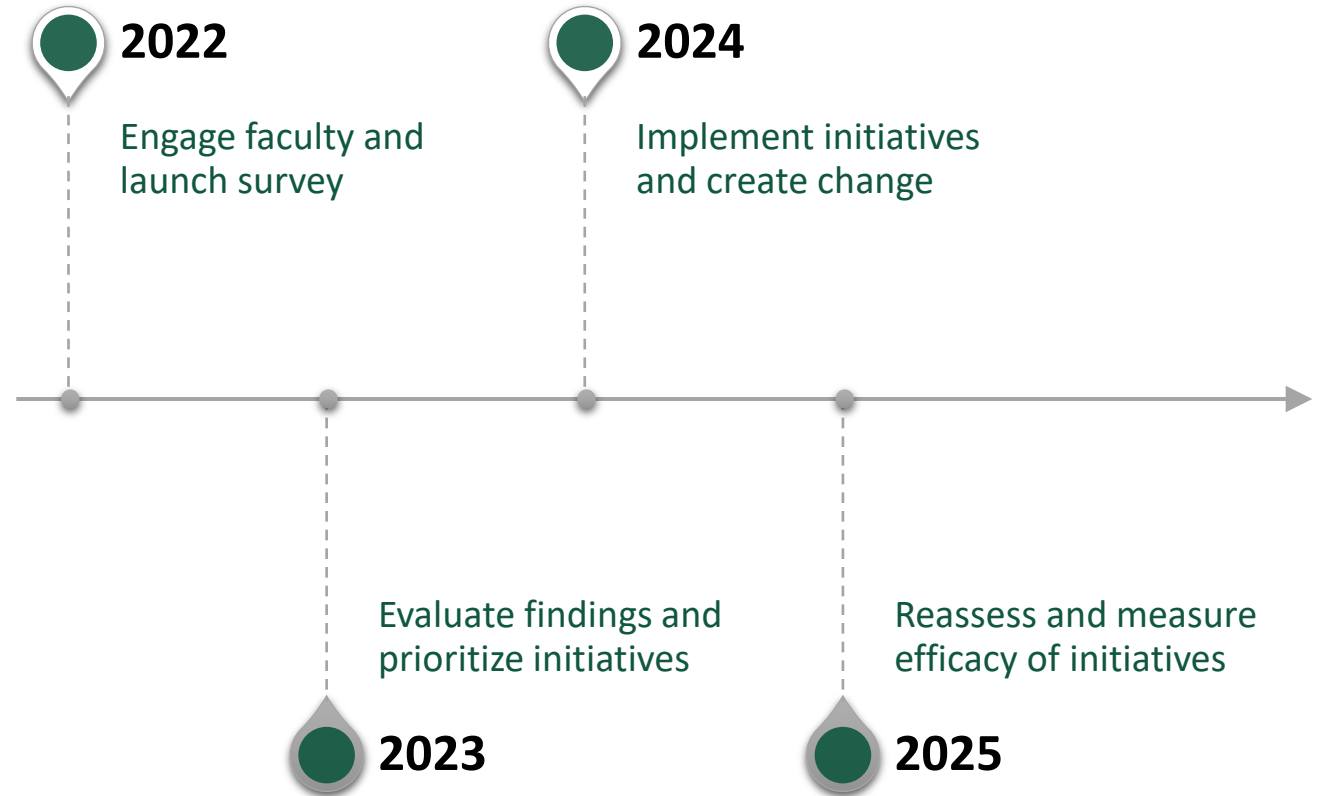 2022
Engage faculty and
launch survey
2024
Implement initiatives
and create change
Evaluate findings and
prioritize initiatives
2023
Reassess and measure
efficacy of initiatives
2025